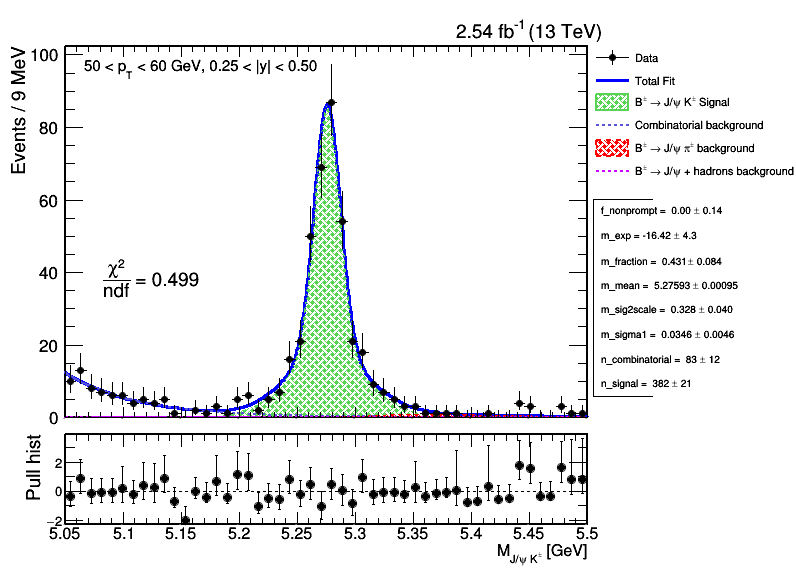 2.54 fb⁻¹ (13 TeV)
50 < p_T < 60 GeV, 0.25 < |y| < 0.50
Events / 9 MeV
100
80
60
40
20
0
χ²/ndf = 0.499
Data
Total Fit
B± → J/ψ K± Signal
Combinatorial background
B± → J/ψ π± background
B± → J/ψ + hadrons background
f_nonprompt = 0.00 ± 0.14
m_exp = -16.42 ± 4.3
m_fraction = 0.431 ± 0.084
m_mean = 5.27593 ± 0.00095
m_sig2scale = 0.328 ± 0.040
m_sigma1 = 0.0346 ± 0.0046
n_combinatorial = 83 ± 12
n_signal = 382 ± 21
Pull hist
2
0
−2
5.05 5.1 5.15 5.2 5.25 5.3 5.35 5.4 5.45 5.5
M_J/ψ K± [GeV]